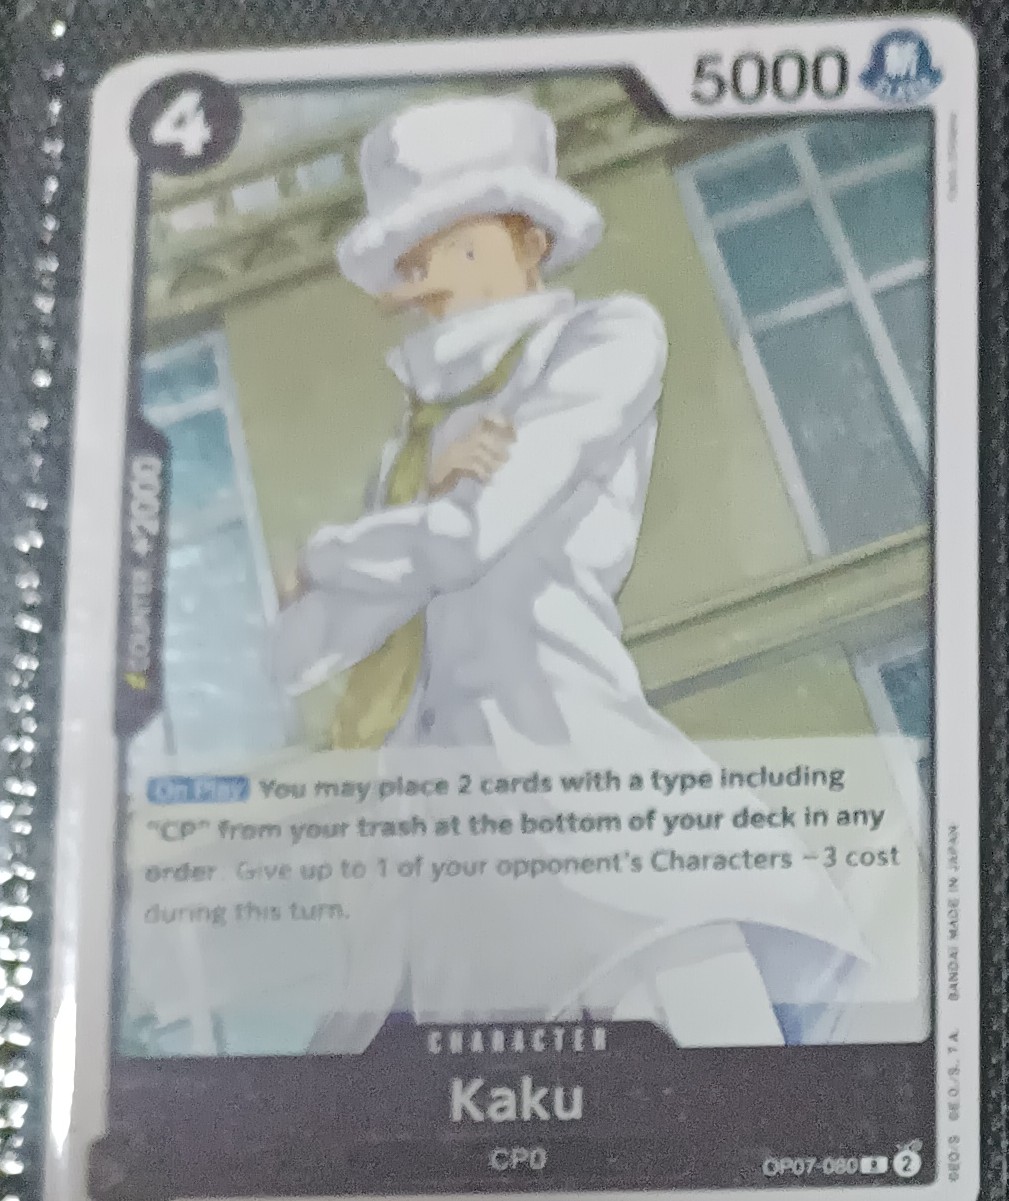 4
5000
COUNTER +2000
On Play You may place 2 cards with a type including
"CP" from your trash at the bottom of your deck in any
order. Give up to 1 of your opponent's Characters −3 cost
during this turn.
CHARACTER
Kaku
CP0
OP07-080
2
BANDAI MADE IN JAPAN